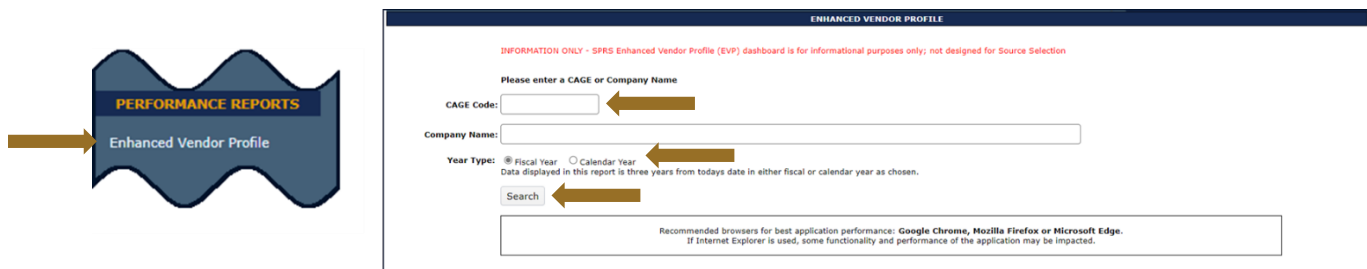 PERFORMANCE REPORTS
Enhanced Vendor Profile
ENHANCED VENDOR PROFILE
INFORMATION ONLY - SPRS Enhanced Vendor Profile (EVP) dashboard is for informational purposes only; not designed for Source Selection
Please enter a CAGE or Company Name
CAGE Code:
Company Name:
Year Type: Fiscal Year Calendar Year
Data displayed in this report is three years from todays date in either fiscal or calendar year as chosen.
Search
Recommended browsers for best application performance: Google Chrome, Mozilla Firefox or Microsoft Edge.
If Internet Explorer is used, some functionality and performance of the application may be impacted.